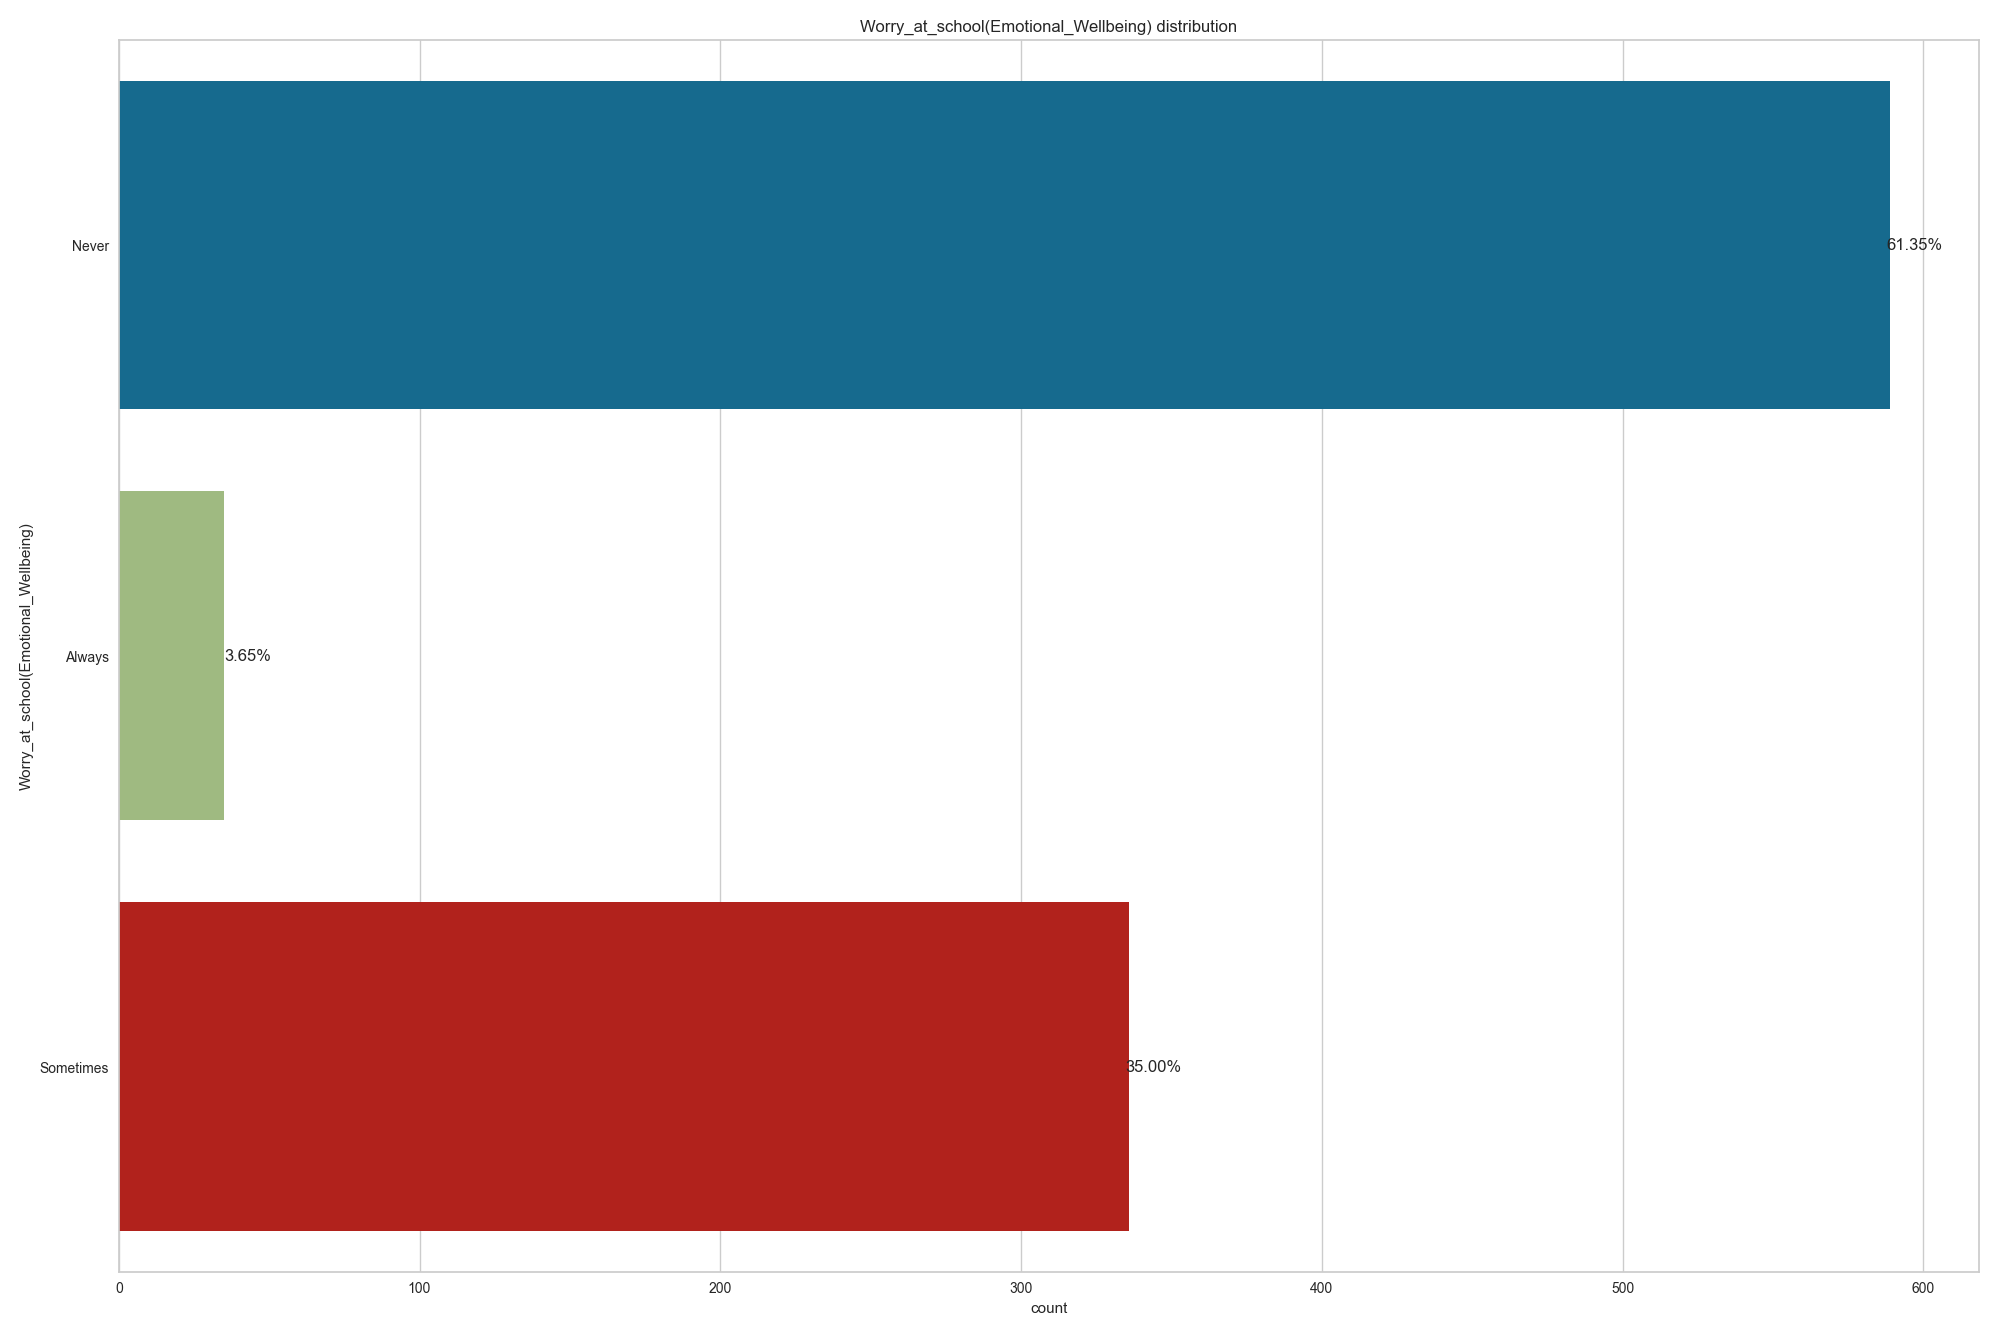 Worry_at_school(Emotional_Wellbeing) distribution
Worry_at_school(Emotional_Wellbeing)
Never
61.35%
Always
3.65%
Sometimes
35.00%
0 100 200 300 400 500 600
count